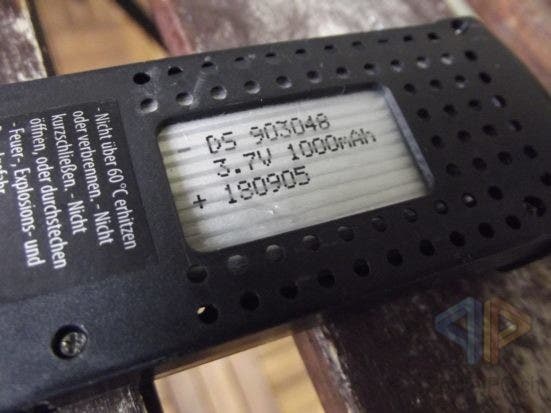 - Nicht über 60 °C erhitzen
oder verbrennen. - Nicht
kurzschließen. - Nicht
öffnen, oder durchstechen
- Feuer-, Explosions- und
- DS 903048
3.7V 1000mAh
+ 180905